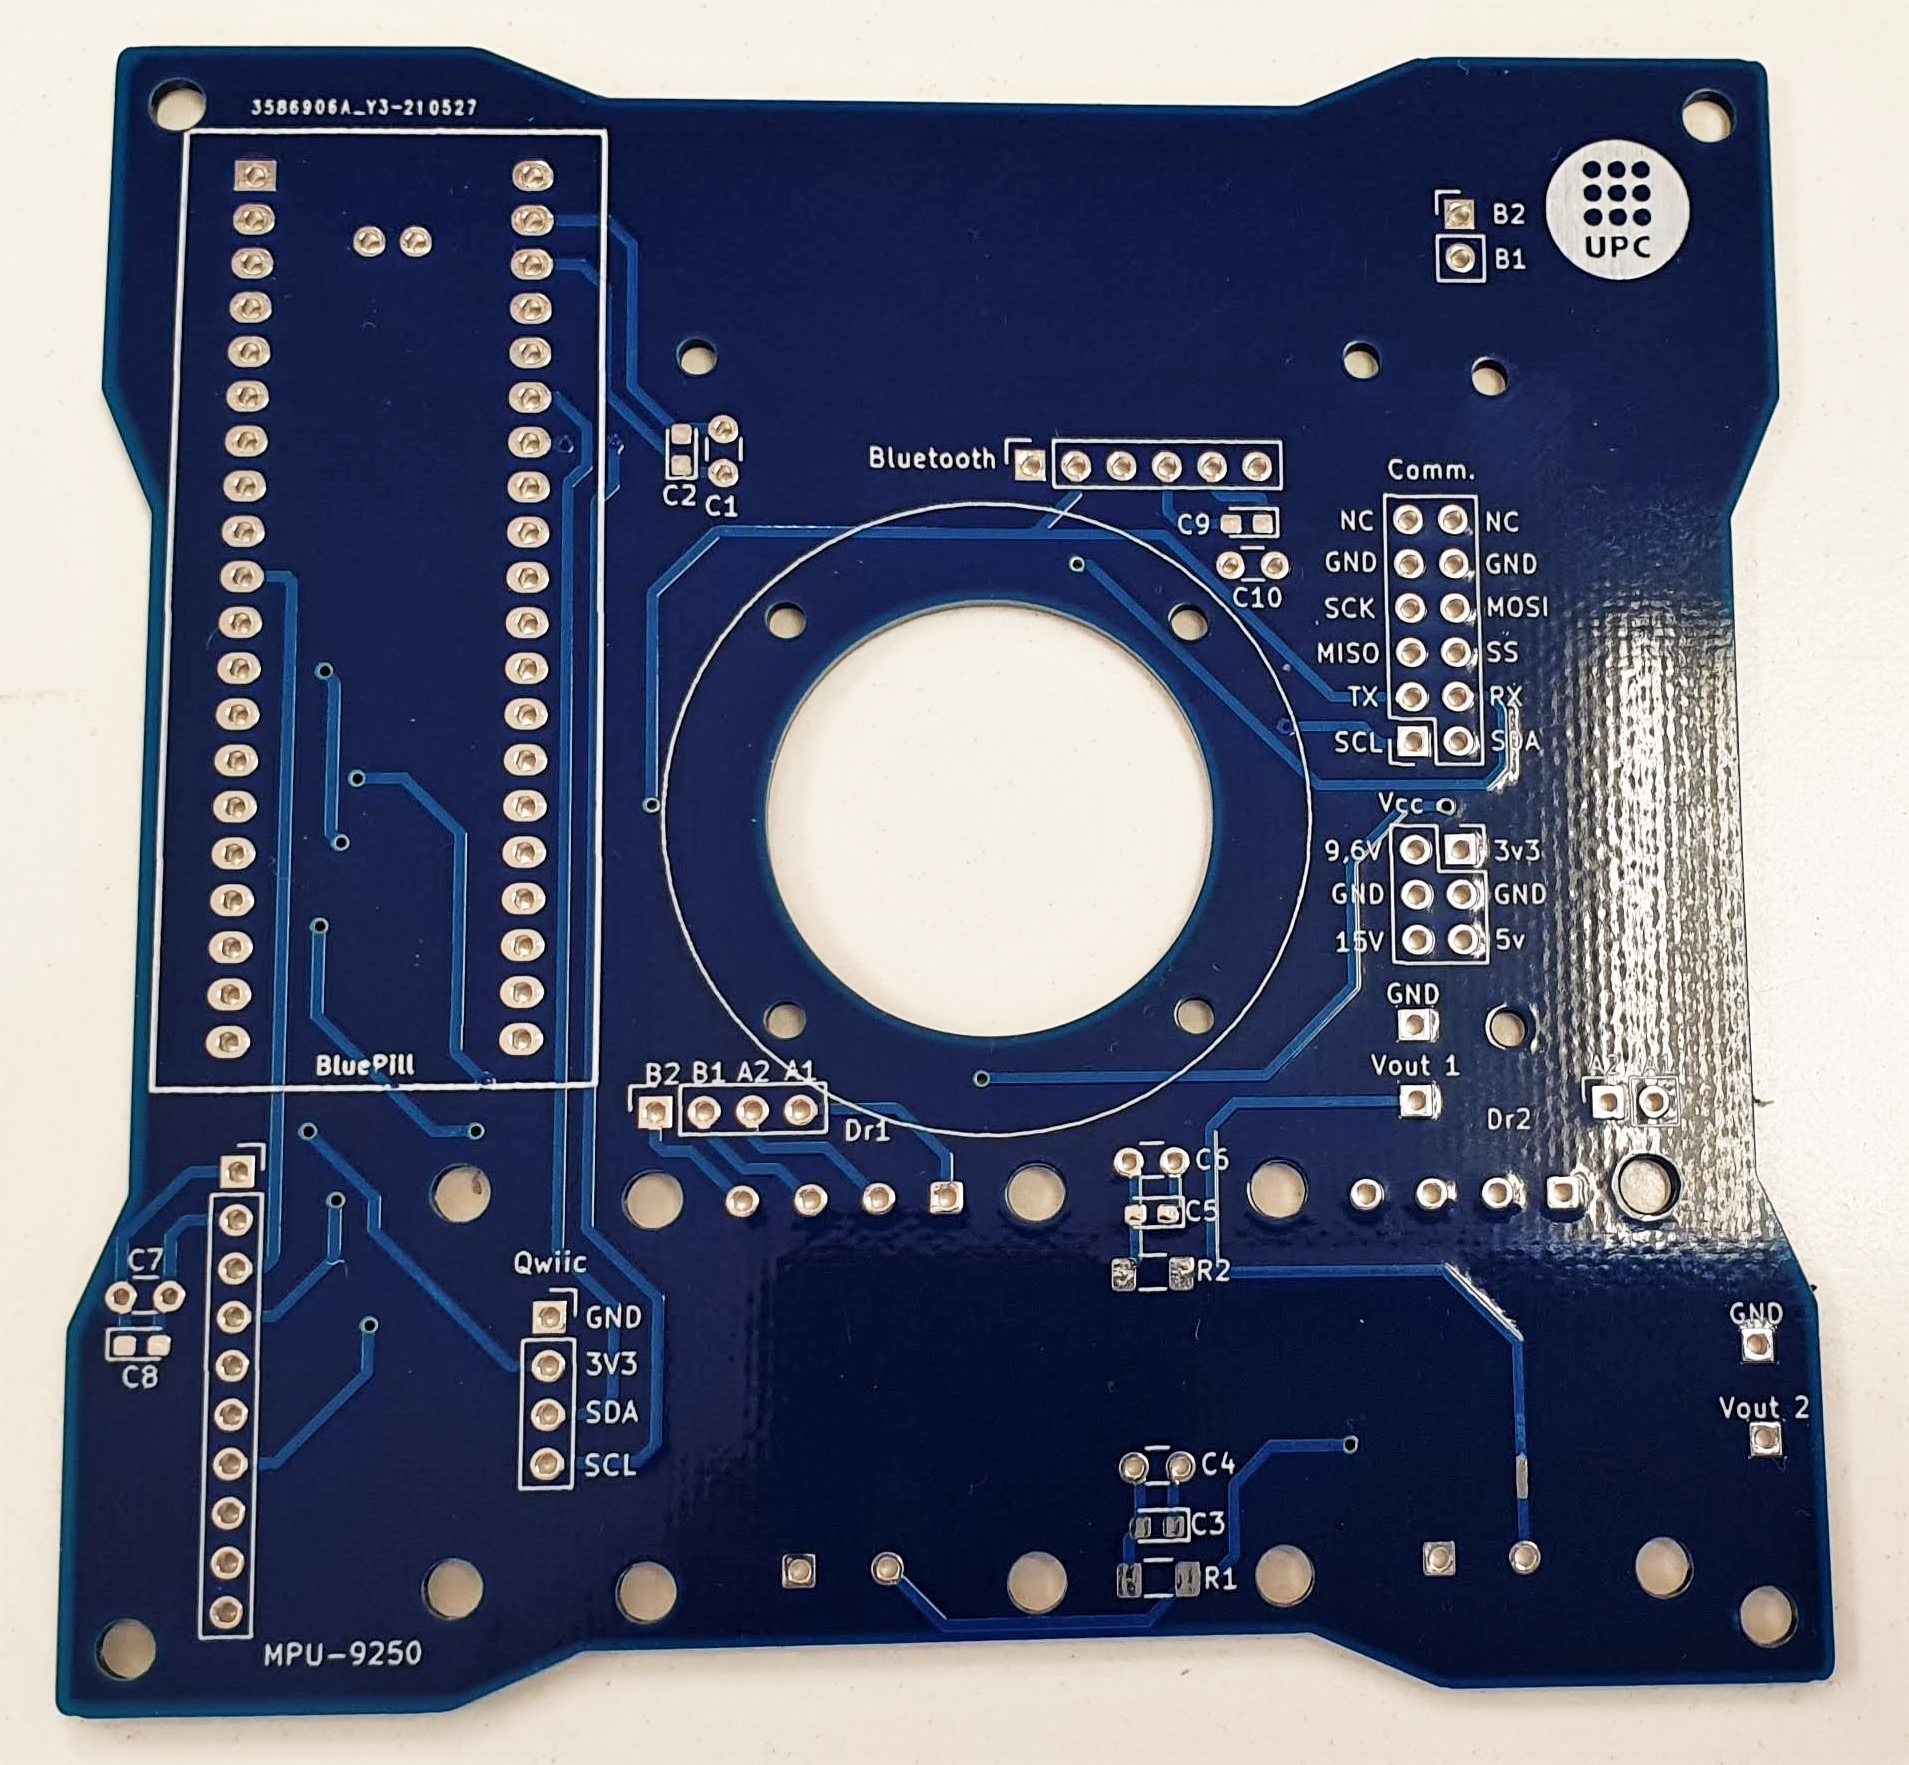 3586906A_Y3-210527
B2
UPC
B1
Bluetooth
Comm.
C2
C1
C9
NC NC
GND GND
C10
SCK MOSI
MISO SS
TX RX
SCL SDA
Vcc
9,6V 3v3
GND GND
15V 5v
GND
BluePill
B2 B1 A2 A1
Vout 1
A2 A1
Dr1
Dr2
C6
C5
C7
Qwiic
R2
GND
GND
C8
3V3
SDA
Vout 2
SCL
C4
C3
R1
MPU-9250